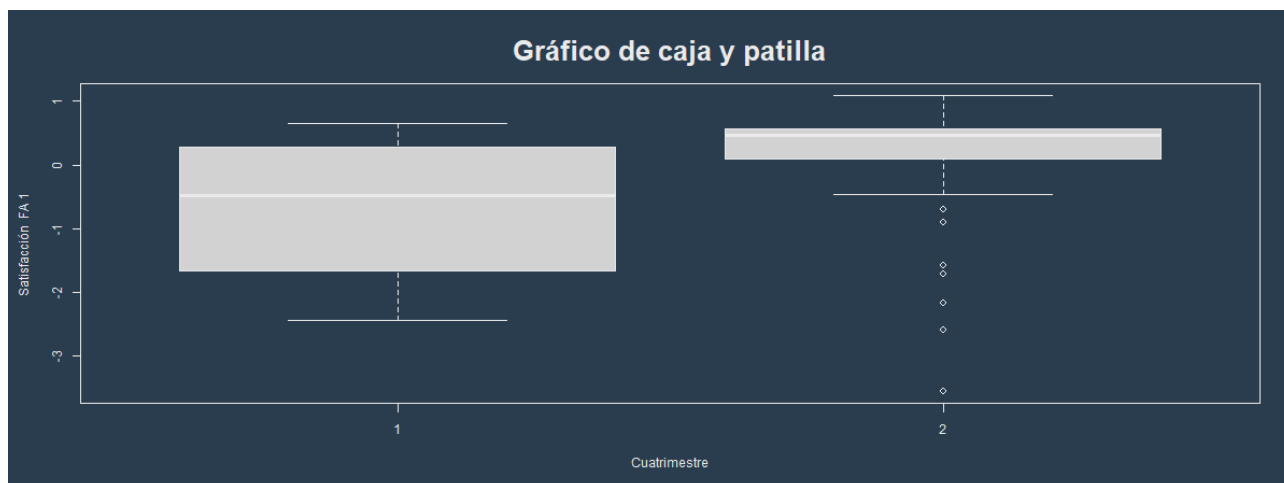 Gráfico de caja y patilla
Satisfacción FA 1
1
0
-1
-2
-3
1
2
Cuatrimestre